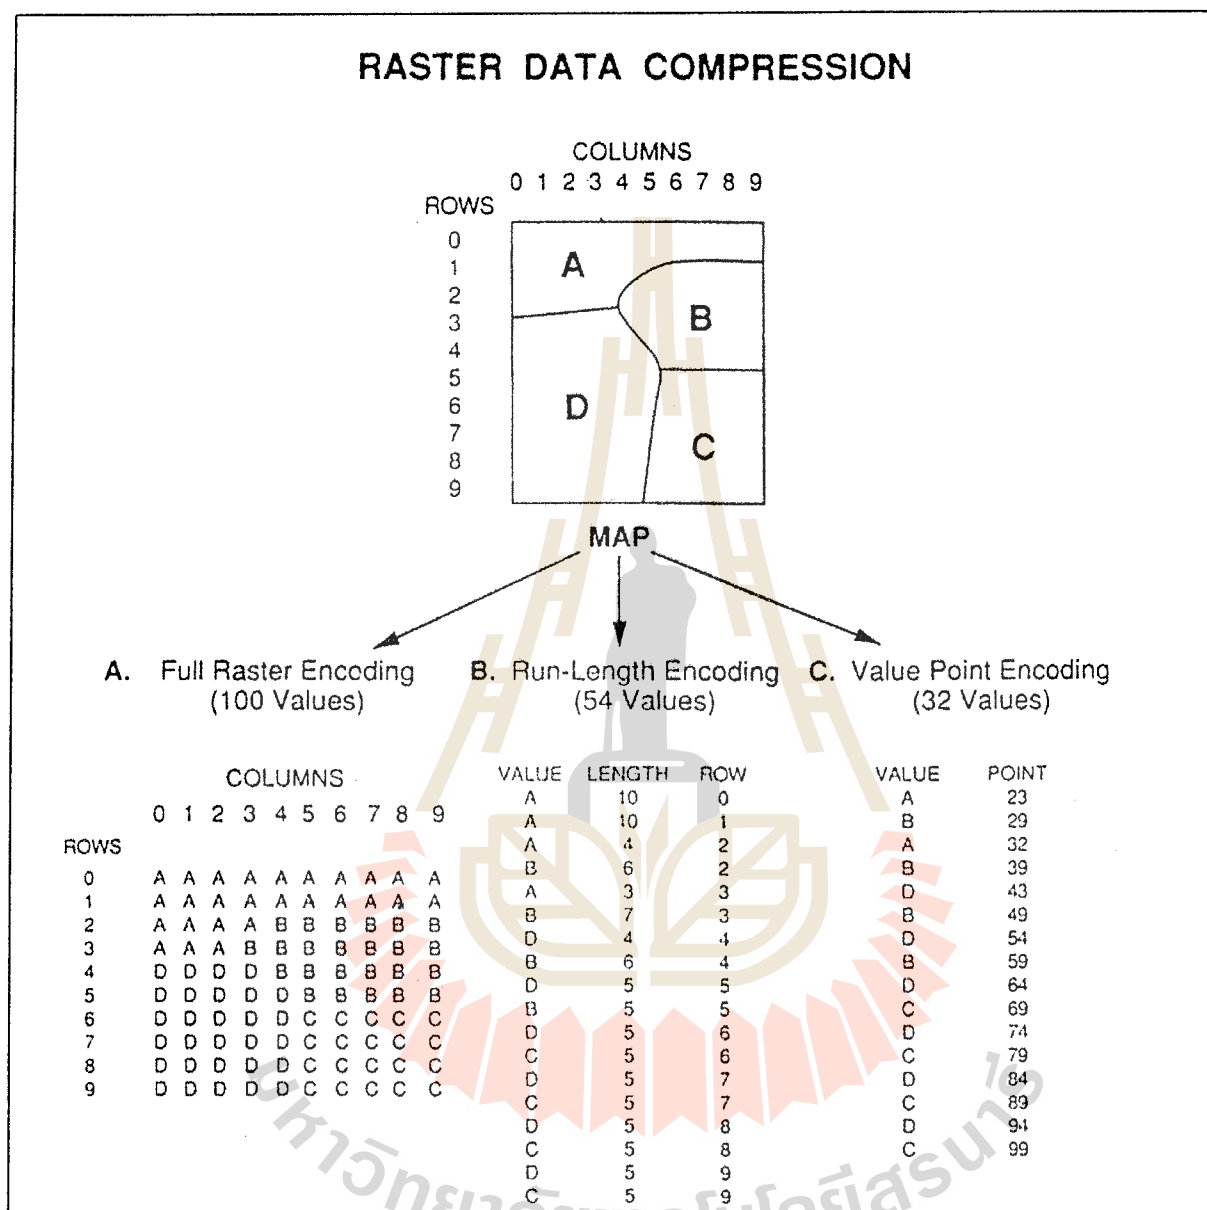 RASTER DATA COMPRESSION
COLUMNS
0 1 2 3 4 5 6 7 8 9
ROWS
0
1
2
3
4
5
6
7
8
9
A
B
D
C
MAP
A. Full Raster Encoding
(100 Values)
B. Run-Length Encoding
(54 Values)
C. Value Point Encoding
(32 Values)
COLUMNS
0 1 2 3 4 5 6 7 8 9
ROWS
0 A A A A A A A A A A
1 A A A A A A A A A A
2 A A A A B B B B B B
3 A A A B B B B B B B
4 D D D D B B B B B B
5 D D D D D B B B B B
6 D D D D D C C C C C
7 D D D D D C C C C C
8 D D D D D C C C C C
9 D D D D D C C C C C
VALUE LENGTH ROW
A 10 0
A 10 1
A 4 2
B 6 2
A 3 3
B 7 3
D 4 4
B 6 4
D 5 5
B 5 5
D 5 6
C 5 6
D 5 7
C 5 7
D 5 8
C 5 8
D 5 9
C 5 9
VALUE POINT
A 23
B 29
A 32
B 39
D 43
B 49
D 54
B 59
D 64
C 69
D 74
C 79
D 84
C 89
D 94
C 99